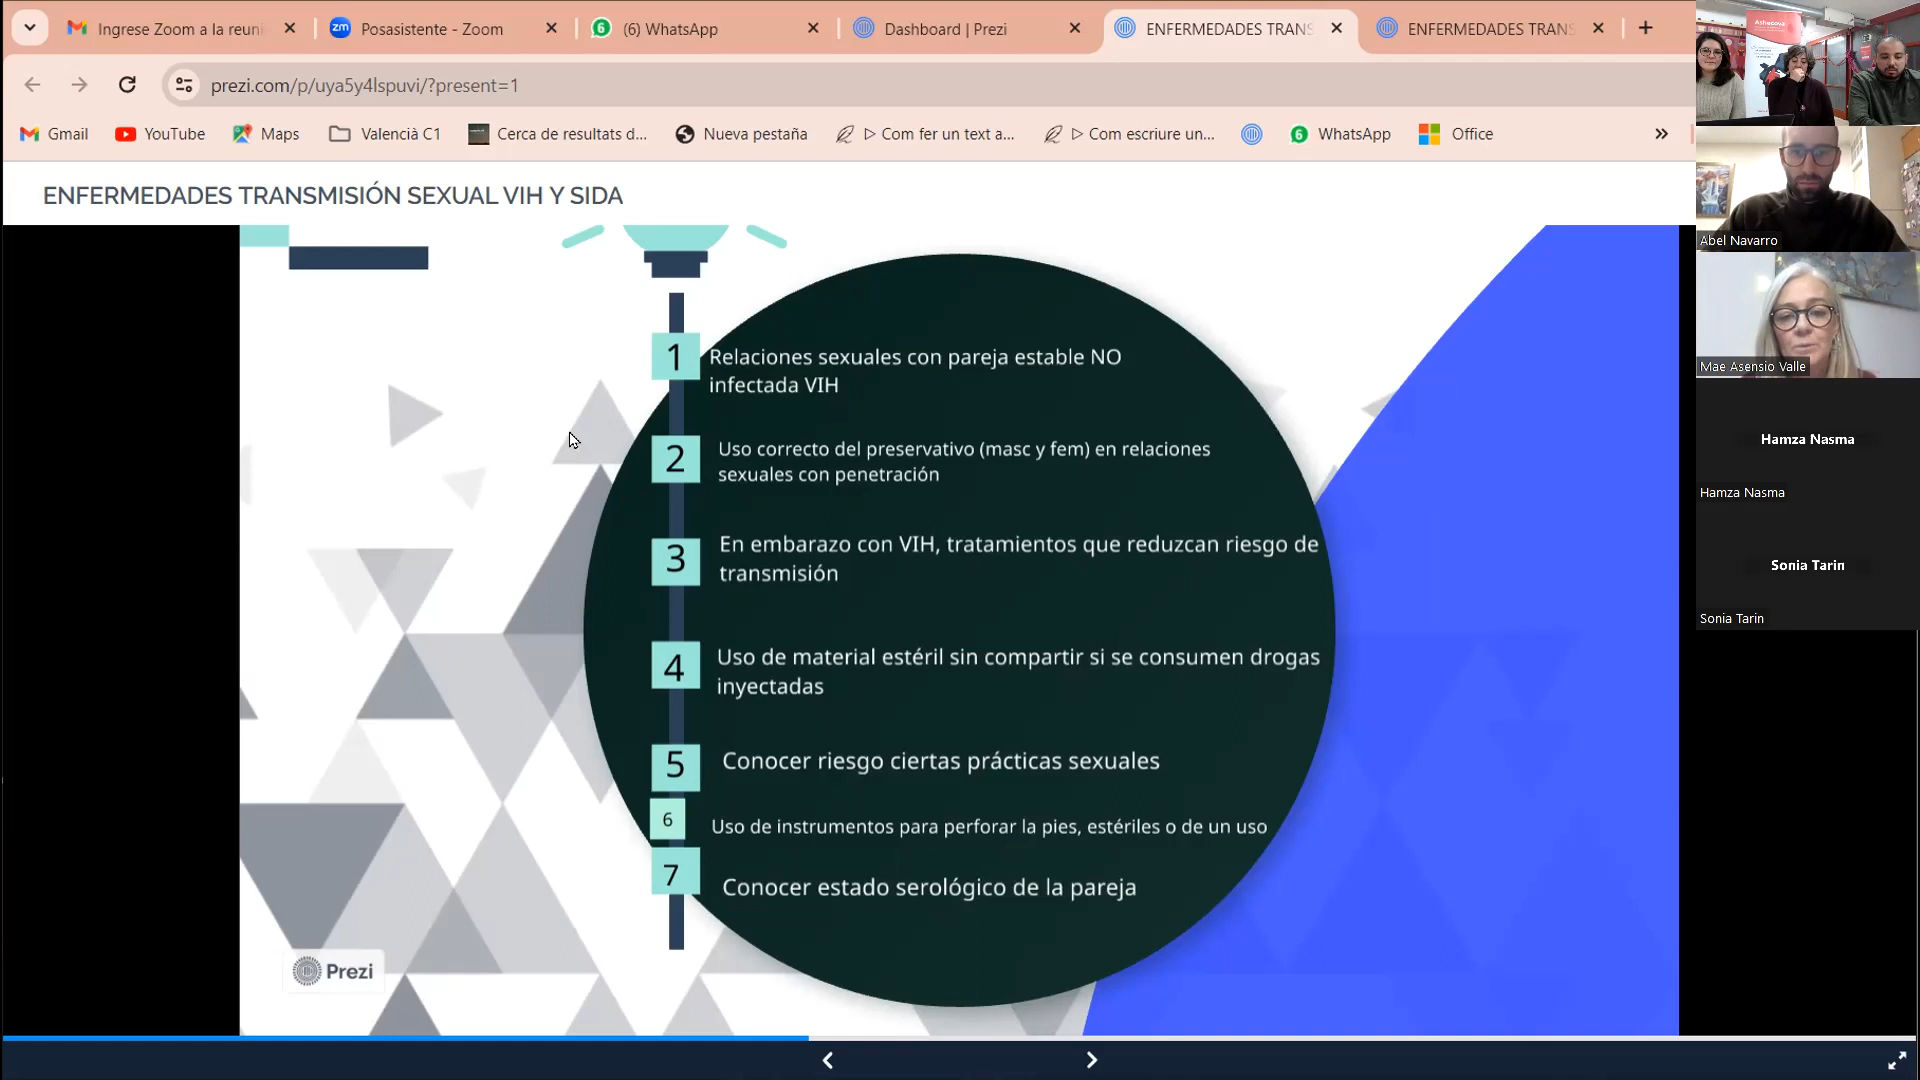 Ingrese Zoom a la reuni
Posasistente - Zoom
(6) WhatsApp
Dashboard | Prezi
ENFERMEDADES TRANS
ENFERMEDADES TRANS
prezi.com/p/uya5y4lspuvi/?present=1
Gmail
YouTube
Maps
Valencià C1
Cerca de resultats d...
Nueva pestaña
▷ Com fer un text a...
▷ Com escriure un...
WhatsApp
Office
ENFERMEDADES TRANSMISIÓN SEXUAL VIH Y SIDA
1
Relaciones sexuales con pareja estable NO
infectada VIH
2
Uso correcto del preservativo (masc y fem) en relaciones
sexuales con penetración
3
En embarazo con VIH, tratamientos que reduzcan riesgo de
transmisión
4
Uso de material estéril sin compartir si se consumen drogas
inyectadas
5
Conocer riesgo ciertas prácticas sexuales
6
Uso de instrumentos para perforar la pies, estériles o de un uso
7
Conocer estado serológico de la pareja
Prezi
Abel Navarro
Mae Asensio Valle
Hamza Nasma
Hamza Nasma
Sonia Tarin
Sonia Tarin